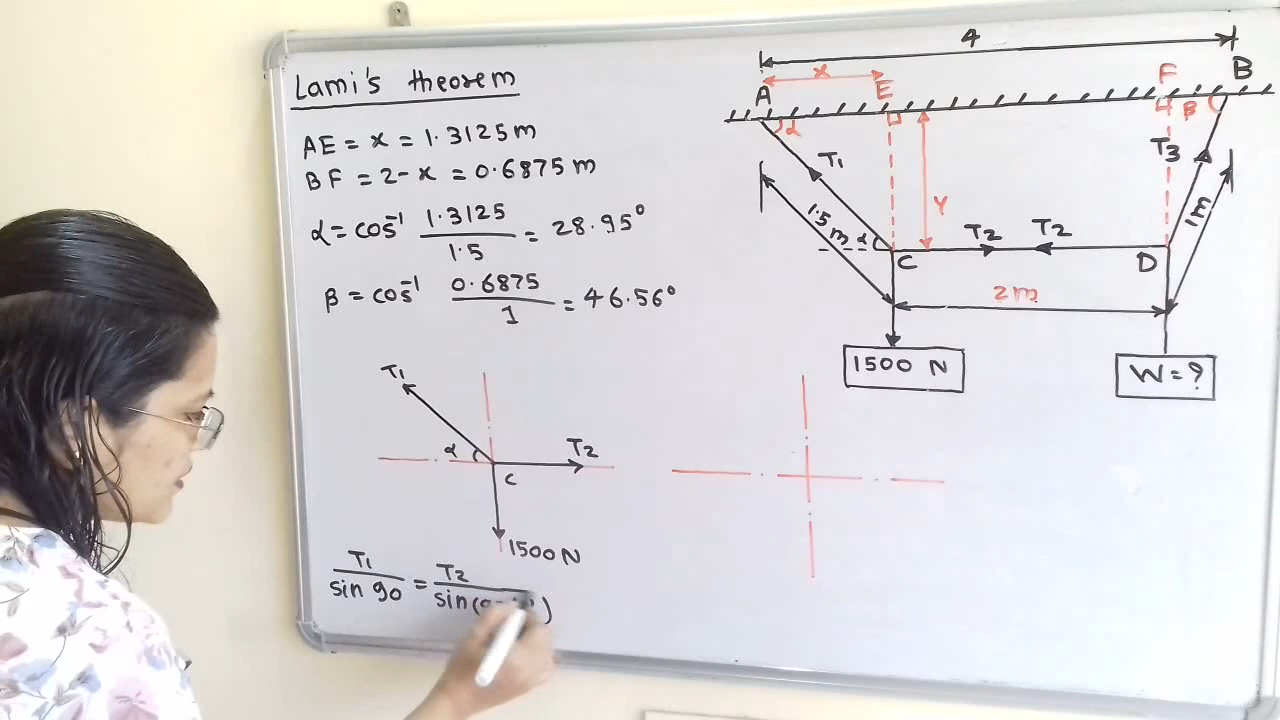 Lami's theorem
AE = x = 1.3125m
BF = 2-x = 0.6875 m
α = cos⁻¹ 1.3125 / 1.5 = 28.95°
β = cos⁻¹ 0.6875 / 1 = 46.56°
T1
α
T2
C
1500 N
T1 / sin 90 = T2 / sin(
4
x
A
E
F
B
α
β
T1
T3
Y
1.5 m
α
T2
T2
1m
C
D
2m
1500 N
W = ?